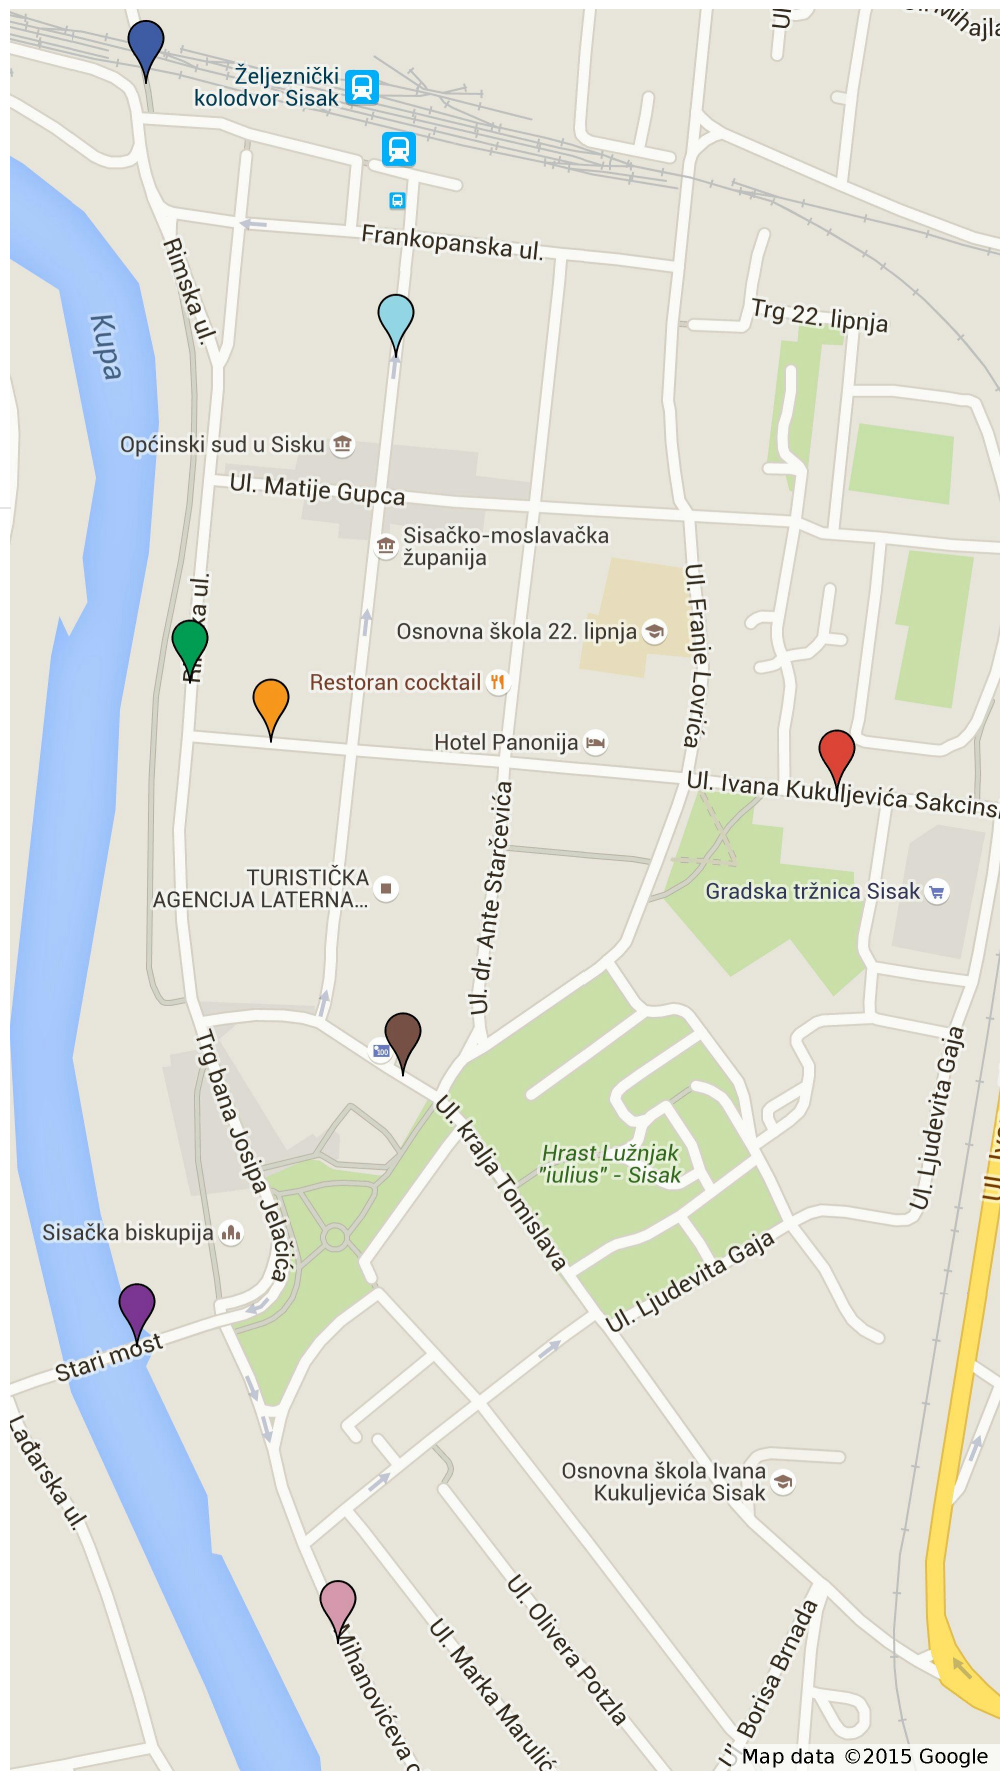 Željeznički
kolodvor Sisak
Frankopanska ul.
Rimska ul.
Kupa
Trg 22. lipnja
Općinski sud u Sisku
Ul. Matije Gupca
Sisačko-moslavačka
županija
Osnovna škola 22. lipnja
Ul. Franje Lovrića
Restoran cocktail
Hotel Panonija
Ul. Ivana Kukuljevića Sakcins
Ul. dr. Ante Starčevića
TURISTIČKA
AGENCIJA LATERNA...
Gradska tržnica Sisak
100
Trg bana Josipa Jelačića
Ul. kralja Tomislava
Hrast Lužnjak
"iulius" - Sisak
Ul. Ljudevita Gaja
Sisačka biskupija
Ul. Ljudevita Gaja
Stari most
Lađarska ul.
Osnovna škola Ivana
Kukuljevića Sisak
Mihanovićeva
Ul. Marka Marulić
Ul. Olivera Potzla
Ul. Borisa Brnada
Map data ©2015 Google